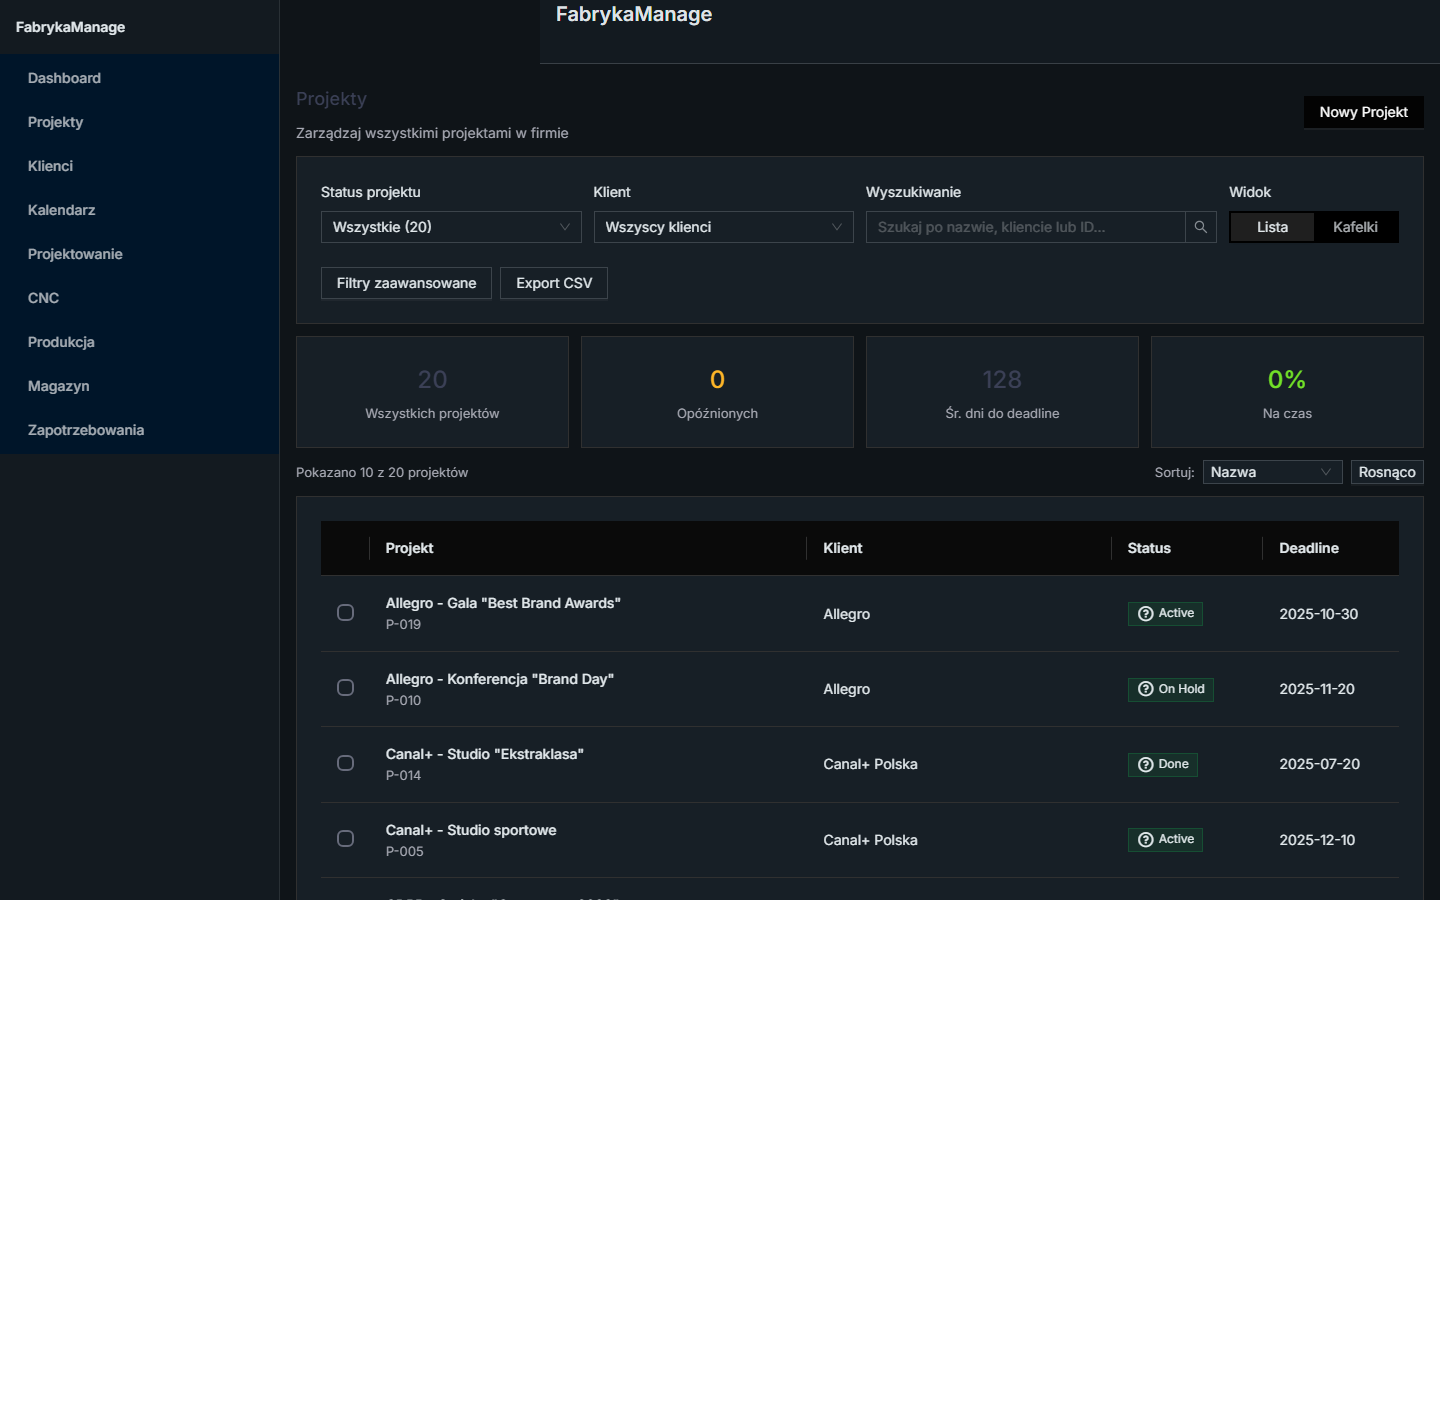 FabrykaManage
Dashboard
Projekty
Klienci
Kalendarz
Projektowanie
CNC
Produkcja
Magazyn
Zapotrzebowania
FabrykaManage
Projekty
Zarządzaj wszystkimi projektami w firmie
Nowy Projekt
Status projektu
Klient
Wyszukiwanie
Widok
Wszystkie (20)
Wszyscy klienci
Szukaj po nazwie, kliencie lub ID...
Lista
Kafelki
Filtry zaawansowane
Export CSV
20
Wszystkich projektów
0
Opóźnionych
128
Śr. dni do deadline
0%
Na czas
Pokazano 10 z 20 projektów
Sortuj:
Nazwa
Rosnąco
Projekt
Klient
Status
Deadline
Allegro - Gala "Best Brand Awards"
P-019
Allegro
Active
2025-10-30
Allegro - Konferencja "Brand Day"
P-010
Allegro
On Hold
2025-11-20
Canal+ - Studio "Ekstraklasa"
P-014
Canal+ Polska
Done
2025-07-20
Canal+ - Studio sportowe
P-005
Canal+ Polska
Active
2025-12-10